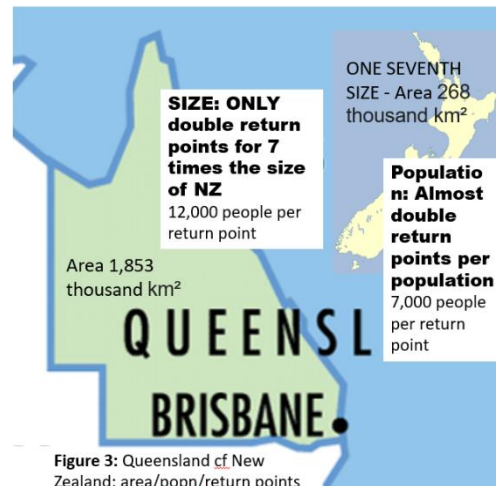 ONE SEVENTH
SIZE - Area 268
thousand km²
SIZE: ONLY
double return
points for 7
times the size
of NZ
12,000 people per
return point
Populatio
n: Almost
double
return
points per
population
7,000 people
per return
point
Area 1,853
thousand km²
QUEENSL
BRISBANE
Figure 3: Queensland cf New
Zealand: area/popn/return points